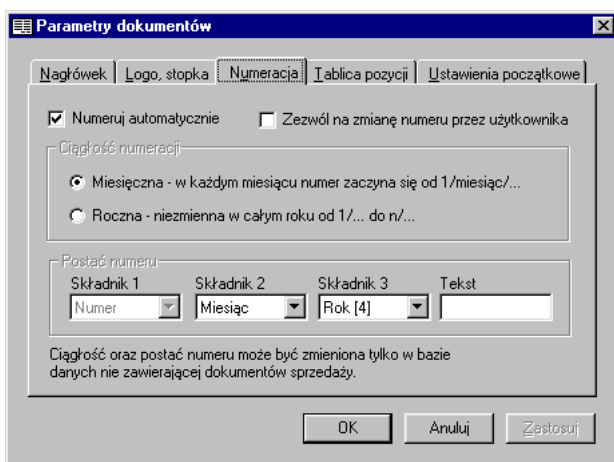 Parametry dokumentów
Nagłówek Logo, stopka Numeracja Tablica pozycji Ustawienia początkowe
Numeruj automatycznie Zezwól na zmianę numeru przez użytkownika
Ciągłość numeracji
Miesięczna - w każdym miesiącu numer zaczyna się od 1/miesiąc/...
Roczna - niezmienna w całym roku od 1/... do n/...
Postać numeru
Składnik 1 Składnik 2 Składnik 3 Tekst
Numer Miesiąc Rok [4]
Ciągłość oraz postać numeru może być zmieniona tylko w bazie
danych nie zawierającej dokumentów sprzedaży.
OK Anuluj Zastosuj